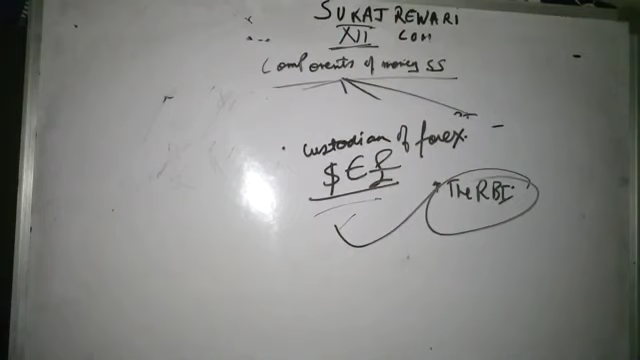 SURAJ REWARI
XII COM
Components of money SS
• custodian of forex.
$ € £
The RBI.